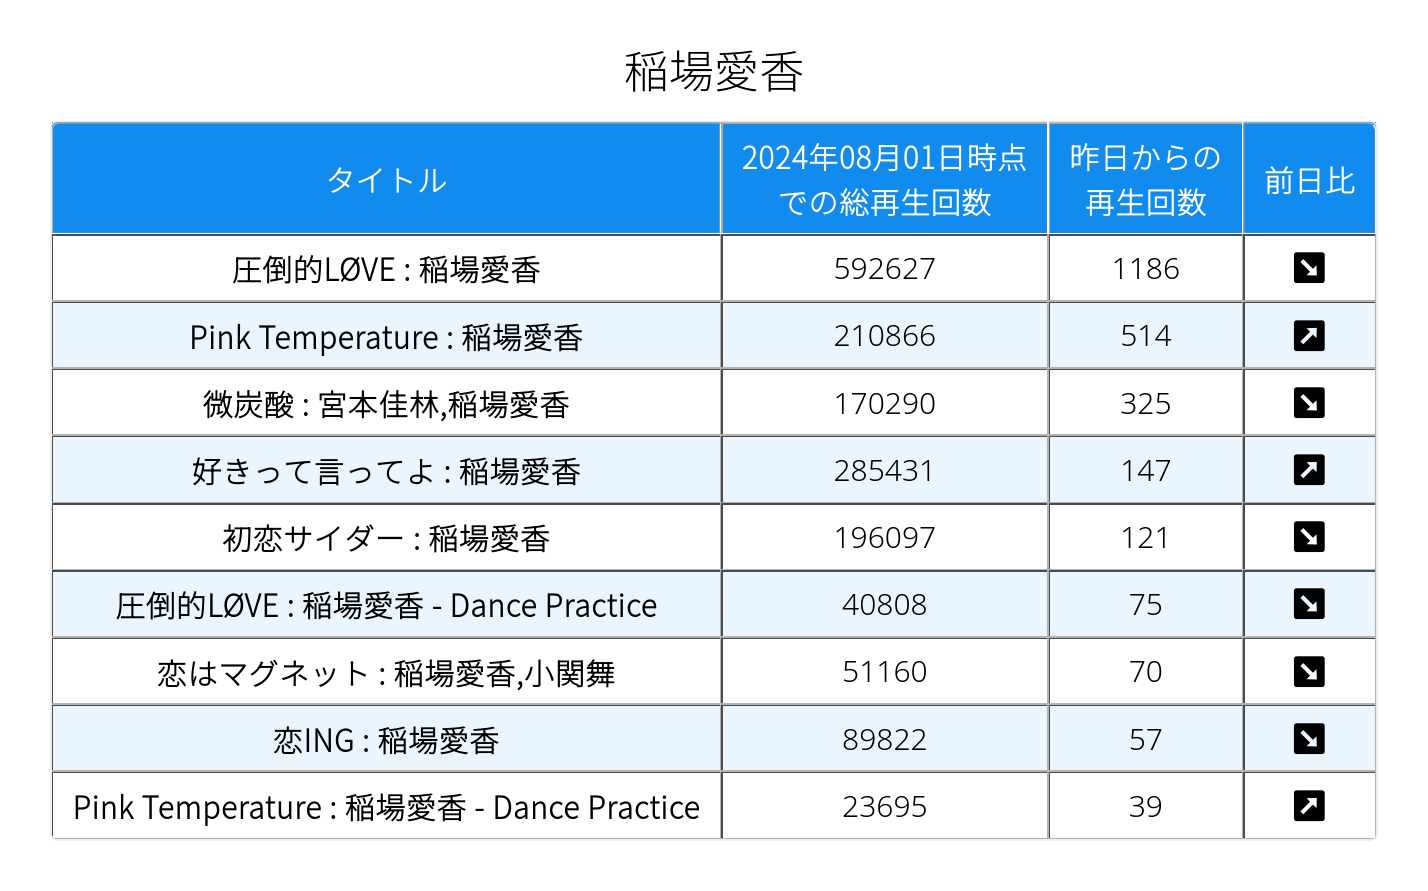 稲場愛香
タイトル
2024年08月01日時点
での総再生回数
昨日からの
再生回数
前日比
圧倒的LØVE : 稲場愛香 592627 1186 ↘
Pink Temperature : 稲場愛香 210866 514 ↗
微炭酸 : 宮本佳林,稲場愛香 170290 325 ↘
好きって言ってよ : 稲場愛香 285431 147 ↗
初恋サイダー : 稲場愛香 196097 121 ↘
圧倒的LØVE : 稲場愛香 - Dance Practice 40808 75 ↘
恋はマグネット : 稲場愛香,小関舞 51160 70 ↘
恋ING : 稲場愛香 89822 57 ↘
Pink Temperature : 稲場愛香 - Dance Practice 23695 39 ↗